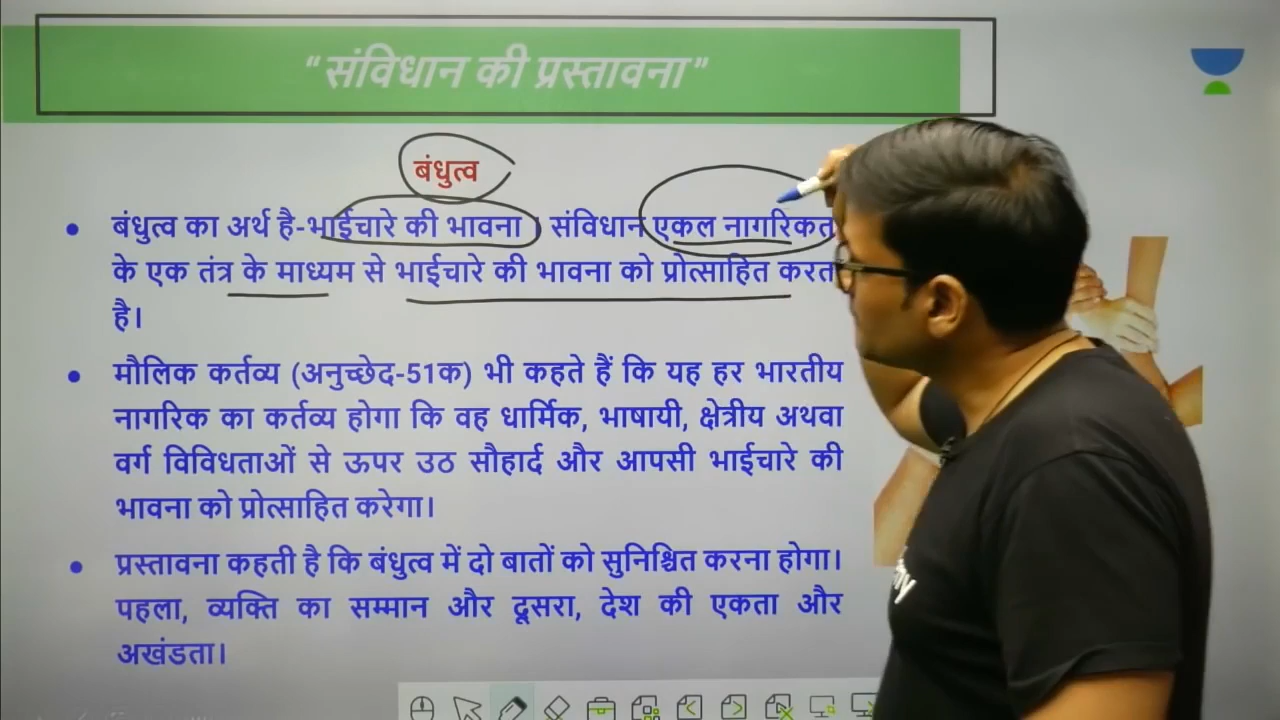 “संविधान की प्रस्तावना”
बंधुत्व
• बंधुत्व का अर्थ है-भाईचारे की भावना । संविधान एकल नागरिकत
के एक तंत्र के माध्यम से भाईचारे की भावना को प्रोत्साहित करत
है।
• मौलिक कर्तव्य (अनुच्छेद-51क) भी कहते हैं कि यह हर भारतीय
नागरिक का कर्तव्य होगा कि वह धार्मिक, भाषायी, क्षेत्रीय अथवा
वर्ग विविधताओं से ऊपर उठ सौहार्द और आपसी भाईचारे की
भावना को प्रोत्साहित करेगा।
• प्रस्तावना कहती है कि बंधुत्व में दो बातों को सुनिश्चित करना होगा।
पहला, व्यक्ति का सम्मान और दूसरा, देश की एकता और
अखंडता।